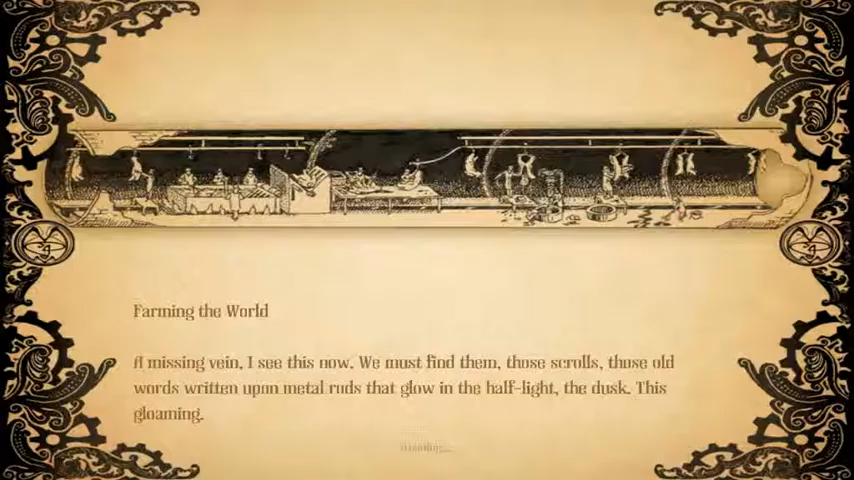 Farming the World
A missing vein, I see this now. We must find them, those scrolls, those old
words written upon metal rods that glow in the half-light, the dusk. This
gloaming.